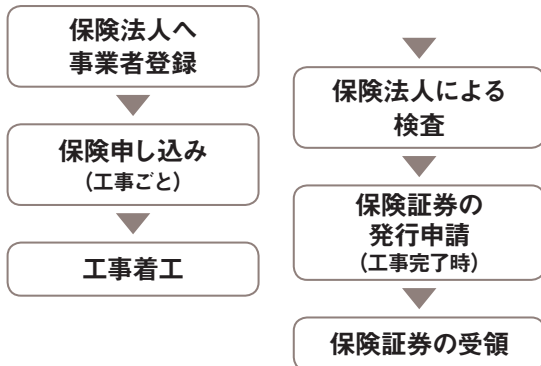 保険法人へ
事業者登録
保険申し込み
(工事ごと)
工事着工
保険法人による
検査
保険証券の
発行申請
(工事完了時)
保険証券の受領